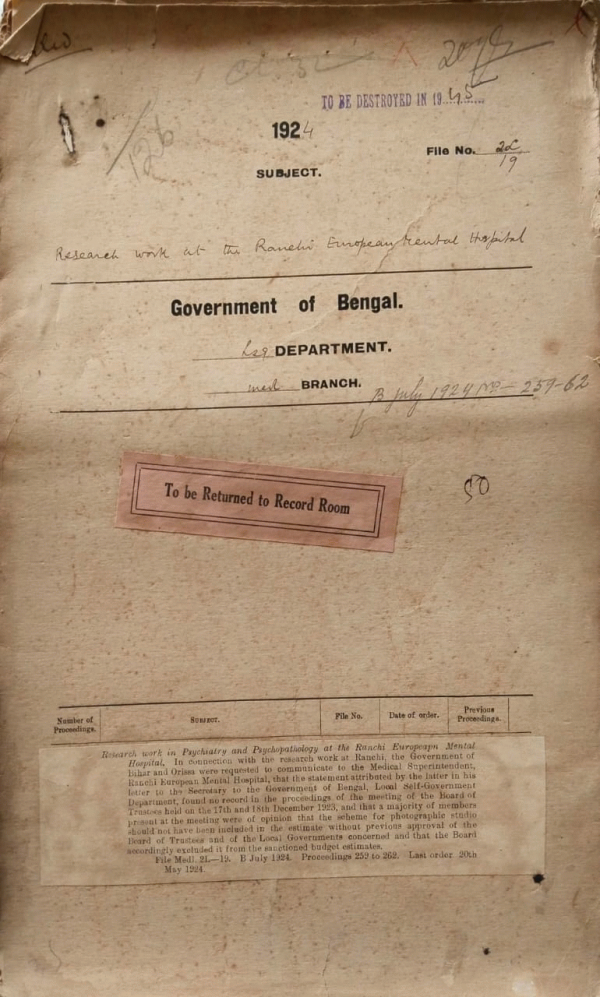 TO BE DESTROYED IN 1945
1924
File No. 2L/19
SUBJECT.
Research work at the Ranchi European Mental Hospital
Government of Bengal.
Lsg DEPARTMENT.
med BRANCH.
B July 1924 No— 259-62
To be Returned to Record Room
50
Number of Proceedings.
SUBJECT.
File No.
Date of order.
Previous Proceedings.
Research work in Psychiatry and Psychopathology at the Ranchi Europeapn Mental
Hospital, In connection with the research work at Ranchi, the Government of
Bihar and Orissa were requested to communicate to the Medical Superintendent,
Ranchi European Mental Hospital, that the statement attributed by the latter in his
letter to the Secretary to the Government of Bengal, Local Self-Government
Department, found no record in the proceedings of the meeting of the Board of
Trustees held on the 17th and 18th December 1923, and that a majority of members
present at the meeting were of opinion that the scheme for photographic studio
should not have been included in the estimate without previous approval of the
Board of Trustees and of the Local Governments concerned and that the Board
accordingly excluded it from the sanctioned budget estimates.
File Medl. 2L—19. B July 1924. Proceedings 259 to 262. Last order 20th
May 1924.